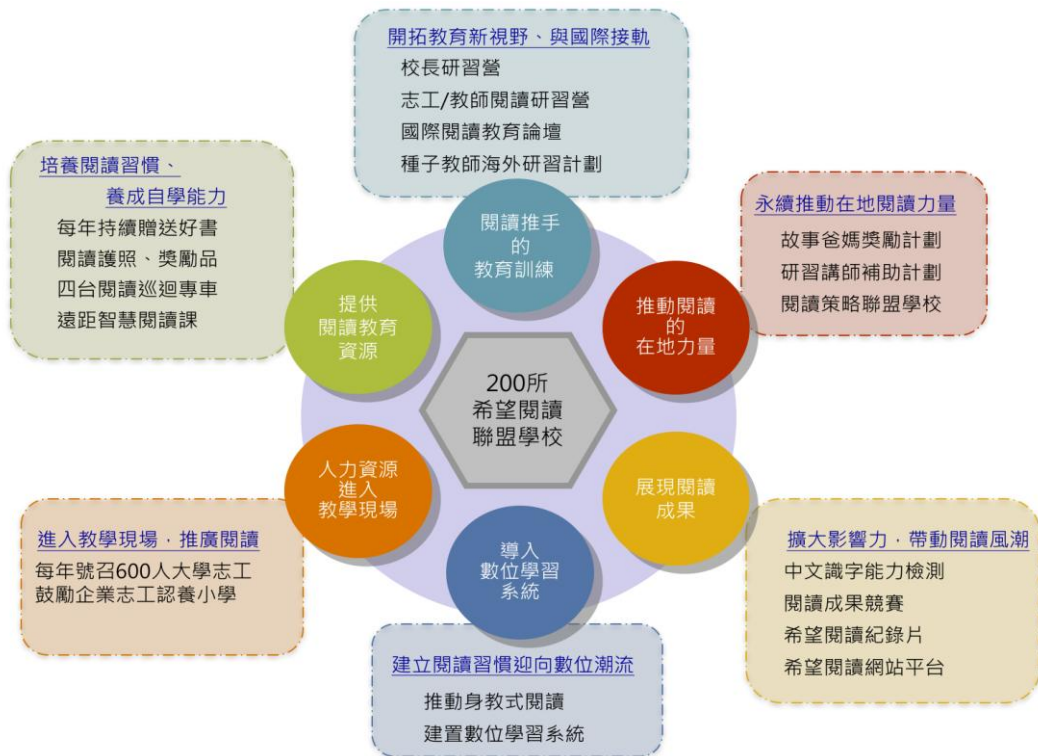 開拓教育新視野、與國際接軌
校長研習營
志工/教師閱讀研習營
國際閱讀教育論壇
種子教師海外研習計劃
培養閱讀習慣、
養成自學能力
每年持續贈送好書
閱讀護照、獎勵品
四台閱讀巡迴專車
遠距智慧閱讀課
永續推動在地閱讀力量
故事爸媽獎勵計劃
研習講師補助計劃
閱讀策略聯盟學校
閱讀推手
的
教育訓練
提供
閱讀教育
資源
推動閱讀
的
在地力量
200所
希望閱讀
聯盟學校
人力資源
進入
教學現場
展現閱讀
成果
導入
數位學習
系統
進入教學現場，推廣閱讀
每年號召600人大學志工
鼓勵企業志工認養小學
擴大影響力，帶動閱讀風潮
中文識字能力檢測
閱讀成果競賽
希望閱讀紀錄片
希望閱讀網站平台
建立閱讀習慣迎向數位潮流
推動身教式閱讀
建置數位學習系統